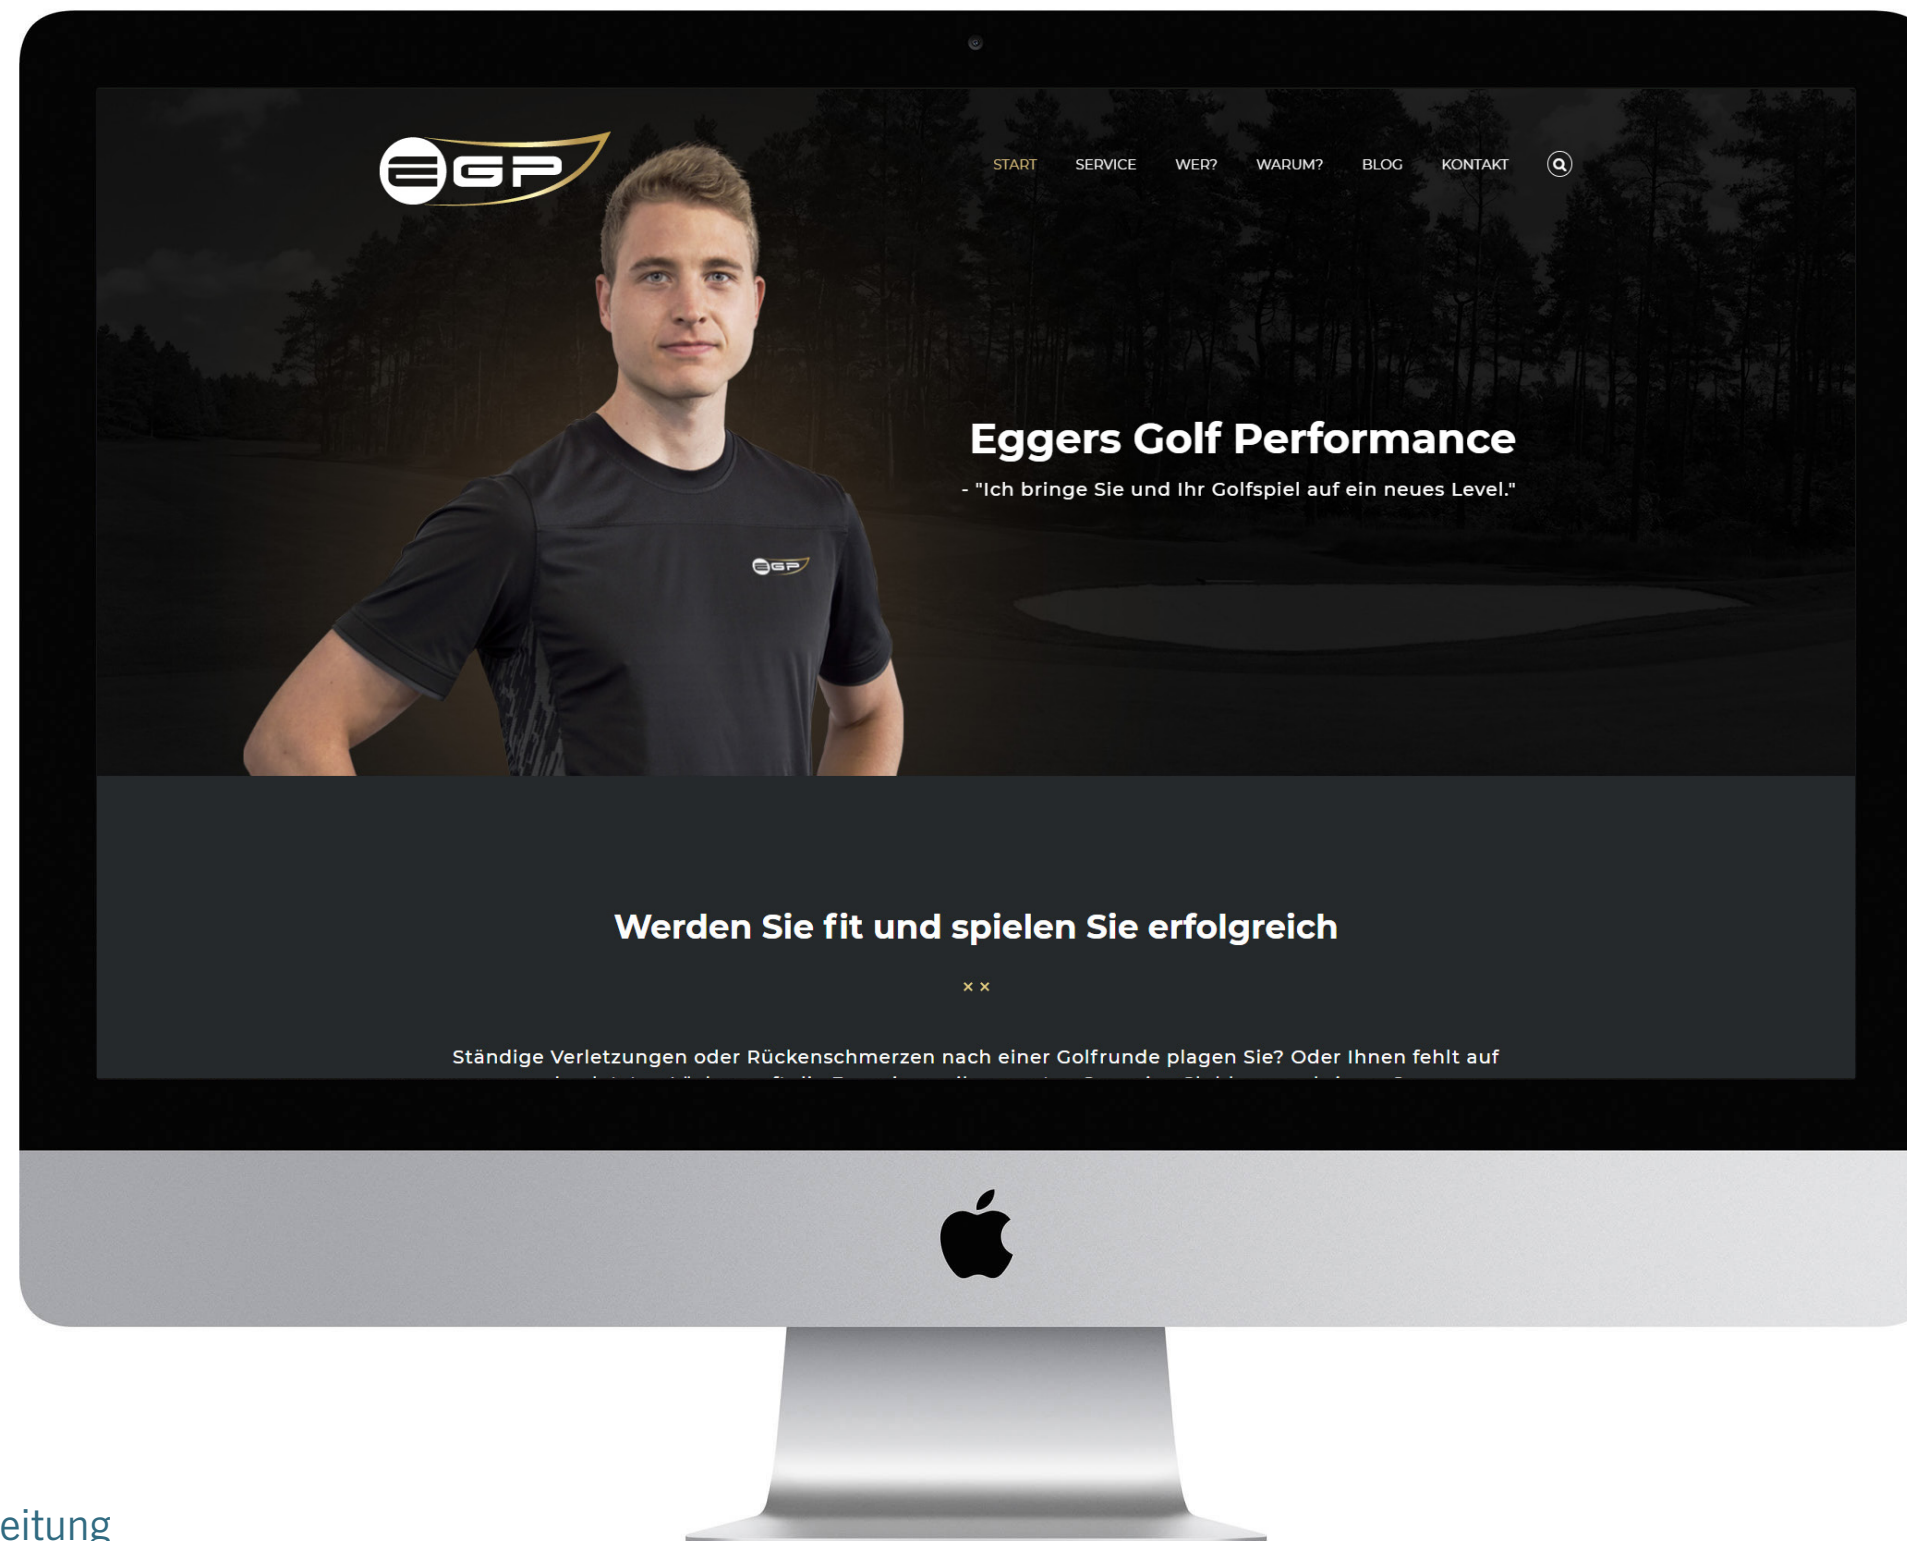 EGP
START SERVICE WER? WARUM? BLOG KONTAKT
Eggers Golf Performance
- "Ich bringe Sie und Ihr Golfspiel auf ein neues Level."
EGP
Werden Sie fit und spielen Sie erfolgreich
× ×
Ständige Verletzungen oder Rückenschmerzen nach einer Golfrunde plagen Sie? Oder Ihnen fehlt auf
eitung